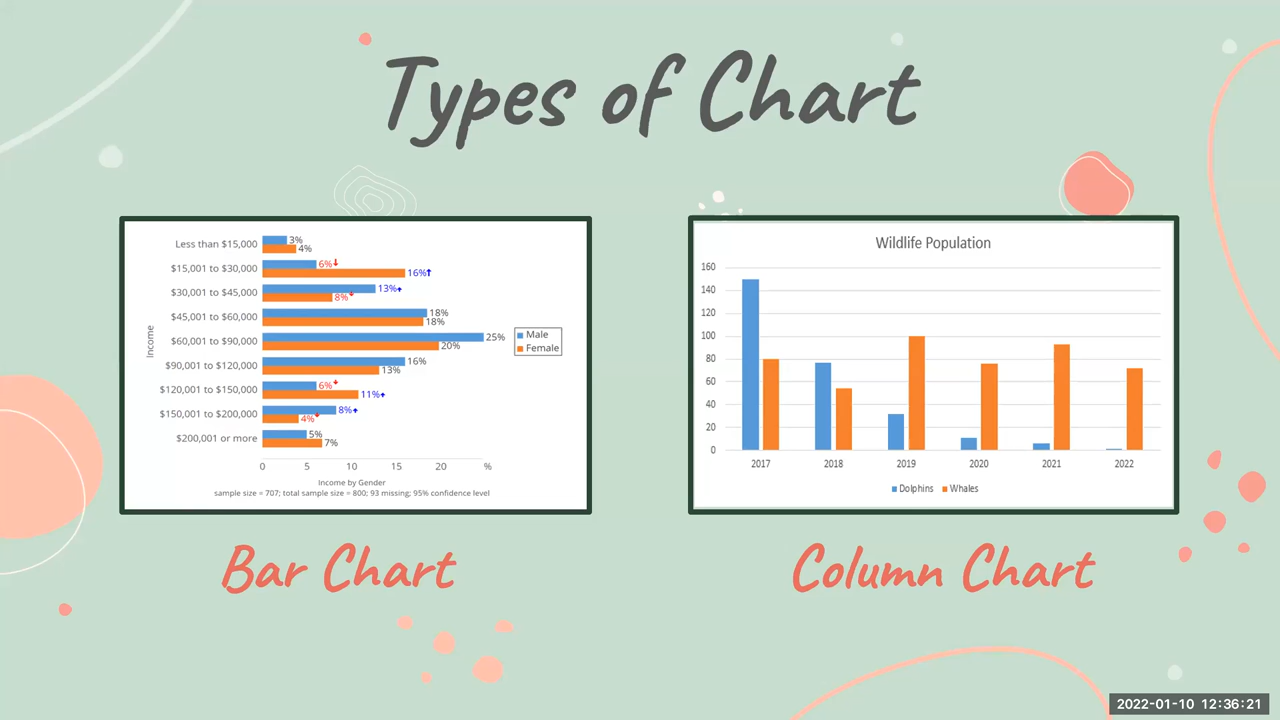 Types of Chart
Less than $15,000 3% 4%
$15,001 to $30,000 6% 16%
$30,001 to $45,000 13% 8%
$45,001 to $60,000 18% 18%
$60,001 to $90,000 25% 20%
$90,001 to $120,000 16% 13%
$120,001 to $150,000 6% 11%
$150,001 to $200,000 8% 4%
$200,001 or more 5% 7%
Income
Male
Female
0 5 10 15 20 %
Income by Gender
sample size = 707; total sample size = 800; 93 missing; 95% confidence level
Bar Chart
Wildlife Population
160
140
120
100
80
60
40
20
0
2017 2018 2019 2020 2021 2022
Dolphins Whales
Column Chart
2022-01-10 12:36:21